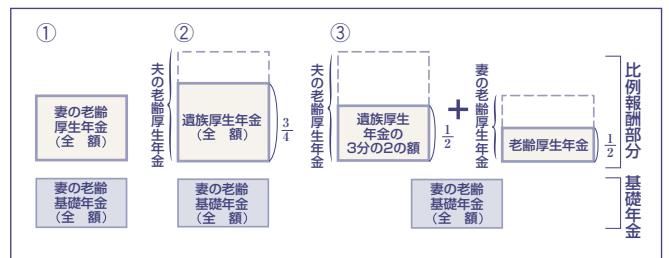 ①
妻の老齢
厚生年金
(全 額)
妻の老齢
基礎年金
(全 額)
②
夫の老齢厚生年金
遺族厚生年金
(全 額)
3/4
妻の老齢
基礎年金
(全 額)
③
夫の老齢厚生年金
遺族厚生
年金の
3分の2の額
1/2
+
妻の老齢厚生年金
老齢厚生年金
1/2
妻の老齢
基礎年金
(全 額)
比例報酬部分
基礎年金